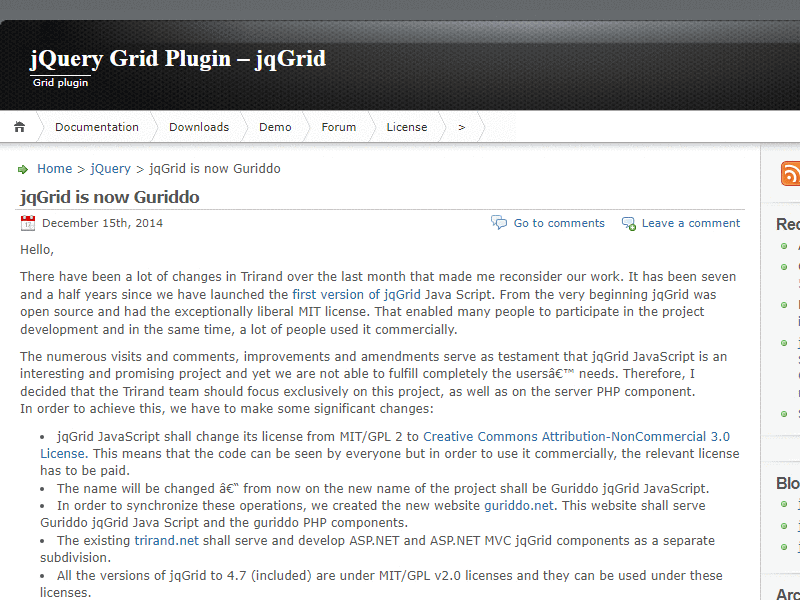 jQuery Grid Plugin – jqGrid
Grid plugin
Documentation Downloads Demo Forum License >
Home > jQuery > jqGrid is now Guriddo
jqGrid is now Guriddo
December 15th, 2014 Go to comments Leave a comment
Hello,
There have been a lot of changes in Trirand over the last month that made me reconsider our work. It has been seven
and a half years since we have launched the first version of jqGrid Java Script. From the very beginning jqGrid was
open source and had the exceptionally liberal MIT license. That enabled many people to participate in the project
development and in the same time, a lot of people used it commercially.
The numerous visits and comments, improvements and amendments serve as testament that jqGrid JavaScript is an
interesting and promising project and yet we are not able to fulfill completely the usersâ€™ needs. Therefore, I
decided that the Trirand team should focus exclusively on this project, as well as on the server PHP component.
In order to achieve this, we have to make some significant changes:
• jqGrid JavaScript shall change its license from MIT/GPL 2 to Creative Commons Attribution-NonCommercial 3.0
License. This means that the code can be seen by everyone but in order to use it commercially, the relevant license
has to be paid.
• The name will be changed â€“ from now on the new name of the project shall be Guriddo jqGrid JavaScript.
• In order to synchronize these operations, we created the new website guriddo.net. This website shall serve
Guriddo jqGrid Java Script and the guriddo PHP components.
• The existing trirand.net shall serve and develop ASP.NET and ASP.NET MVC jqGrid components as a separate
subdivision.
• All the versions of jqGrid to 4.7 (included) are under MIT/GPL v2.0 licenses and they can be used under these
licenses.